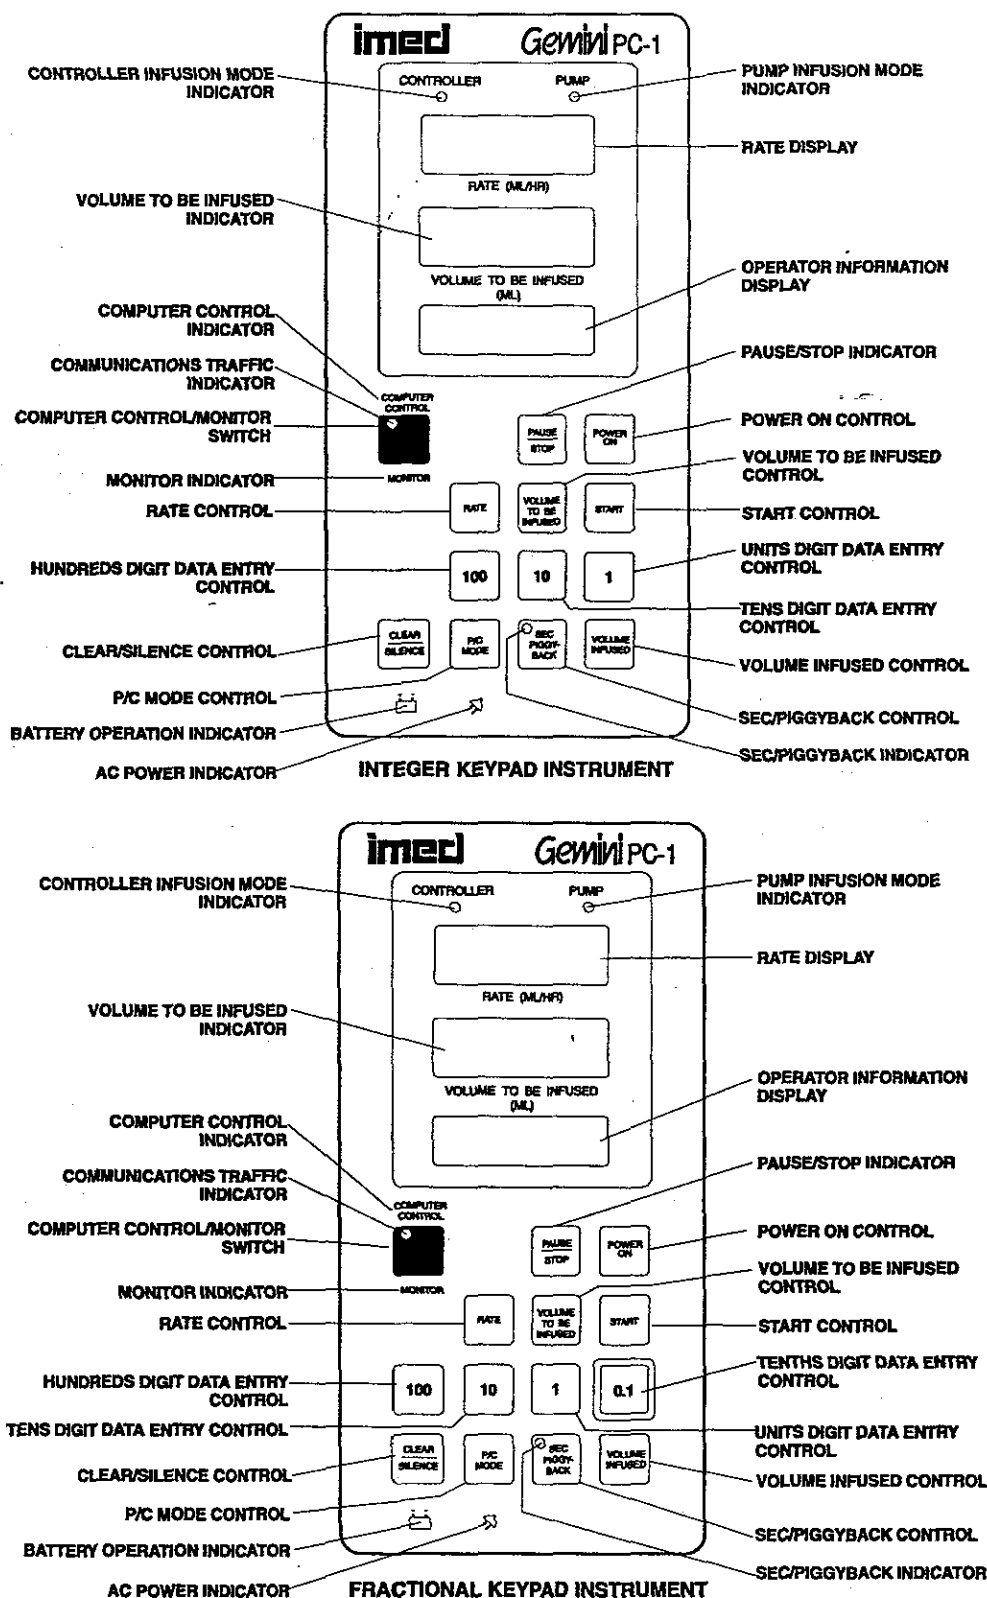 imed Gemini PC-1
CONTROLLER INFUSION MODE
INDICATOR
CONTROLLER
PUMP
PUMP INFUSION MODE
INDICATOR
RATE DISPLAY
RATE (ML/HR)
VOLUME TO BE INFUSED
INDICATOR
VOLUME TO BE INFUSED
(ML)
OPERATOR INFORMATION
DISPLAY
COMPUTER CONTROL
INDICATOR
COMMUNICATIONS TRAFFIC
INDICATOR
COMPUTER CONTROL/MONITOR
SWITCH
MONITOR INDICATOR
RATE CONTROL
HUNDREDS DIGIT DATA ENTRY
CONTROL
CLEAR/SILENCE CONTROL
P/C MODE CONTROL
BATTERY OPERATION INDICATOR
AC POWER INDICATOR
COMPUTER
CONTROL
MONITOR
PAUSE
STOP
POWER
ON
RATE
VOLUME
TO BE
INFUSED
START
100
10
1
CLEAR
SILENCE
P/C
MODE
SEC
PIGGY-
BACK
VOLUME
INFUSED
PAUSE/STOP INDICATOR
POWER ON CONTROL
VOLUME TO BE INFUSED
CONTROL
START CONTROL
UNITS DIGIT DATA ENTRY
CONTROL
TENS DIGIT DATA ENTRY
CONTROL
VOLUME INFUSED CONTROL
SEC/PIGGYBACK CONTROL
SEC/PIGGYBACK INDICATOR
INTEGER KEYPAD INSTRUMENT
imed Gemini PC-1
CONTROLLER INFUSION MODE
INDICATOR
CONTROLLER
PUMP
PUMP INFUSION MODE
INDICATOR
RATE DISPLAY
RATE (ML/HR)
VOLUME TO BE INFUSED
INDICATOR
VOLUME TO BE INFUSED
(ML)
OPERATOR INFORMATION
DISPLAY
COMPUTER CONTROL
INDICATOR
COMMUNICATIONS TRAFFIC
INDICATOR
COMPUTER CONTROL/MONITOR
SWITCH
MONITOR INDICATOR
RATE CONTROL
HUNDREDS DIGIT DATA ENTRY
CONTROL
TENS DIGIT DATA ENTRY CONTROL
CLEAR/SILENCE CONTROL
P/C MODE CONTROL
BATTERY OPERATION INDICATOR
AC POWER INDICATOR
COMPUTER
CONTROL
MONITOR
PAUSE
STOP
POWER
ON
RATE
VOLUME
TO BE
INFUSED
START
100
10
1
0.1
CLEAR
SILENCE
P/C
MODE
SEC
PIGGY-
BACK
VOLUME
INFUSED
PAUSE/STOP INDICATOR
POWER ON CONTROL
VOLUME TO BE INFUSED
CONTROL
START CONTROL
TENTHS DIGIT DATA ENTRY
CONTROL
UNITS DIGIT DATA ENTRY
CONTROL
VOLUME INFUSED CONTROL
SEC/PIGGYBACK CONTROL
SEC/PIGGYBACK INDICATOR
FRACTIONAL KEYPAD INSTRUMENT